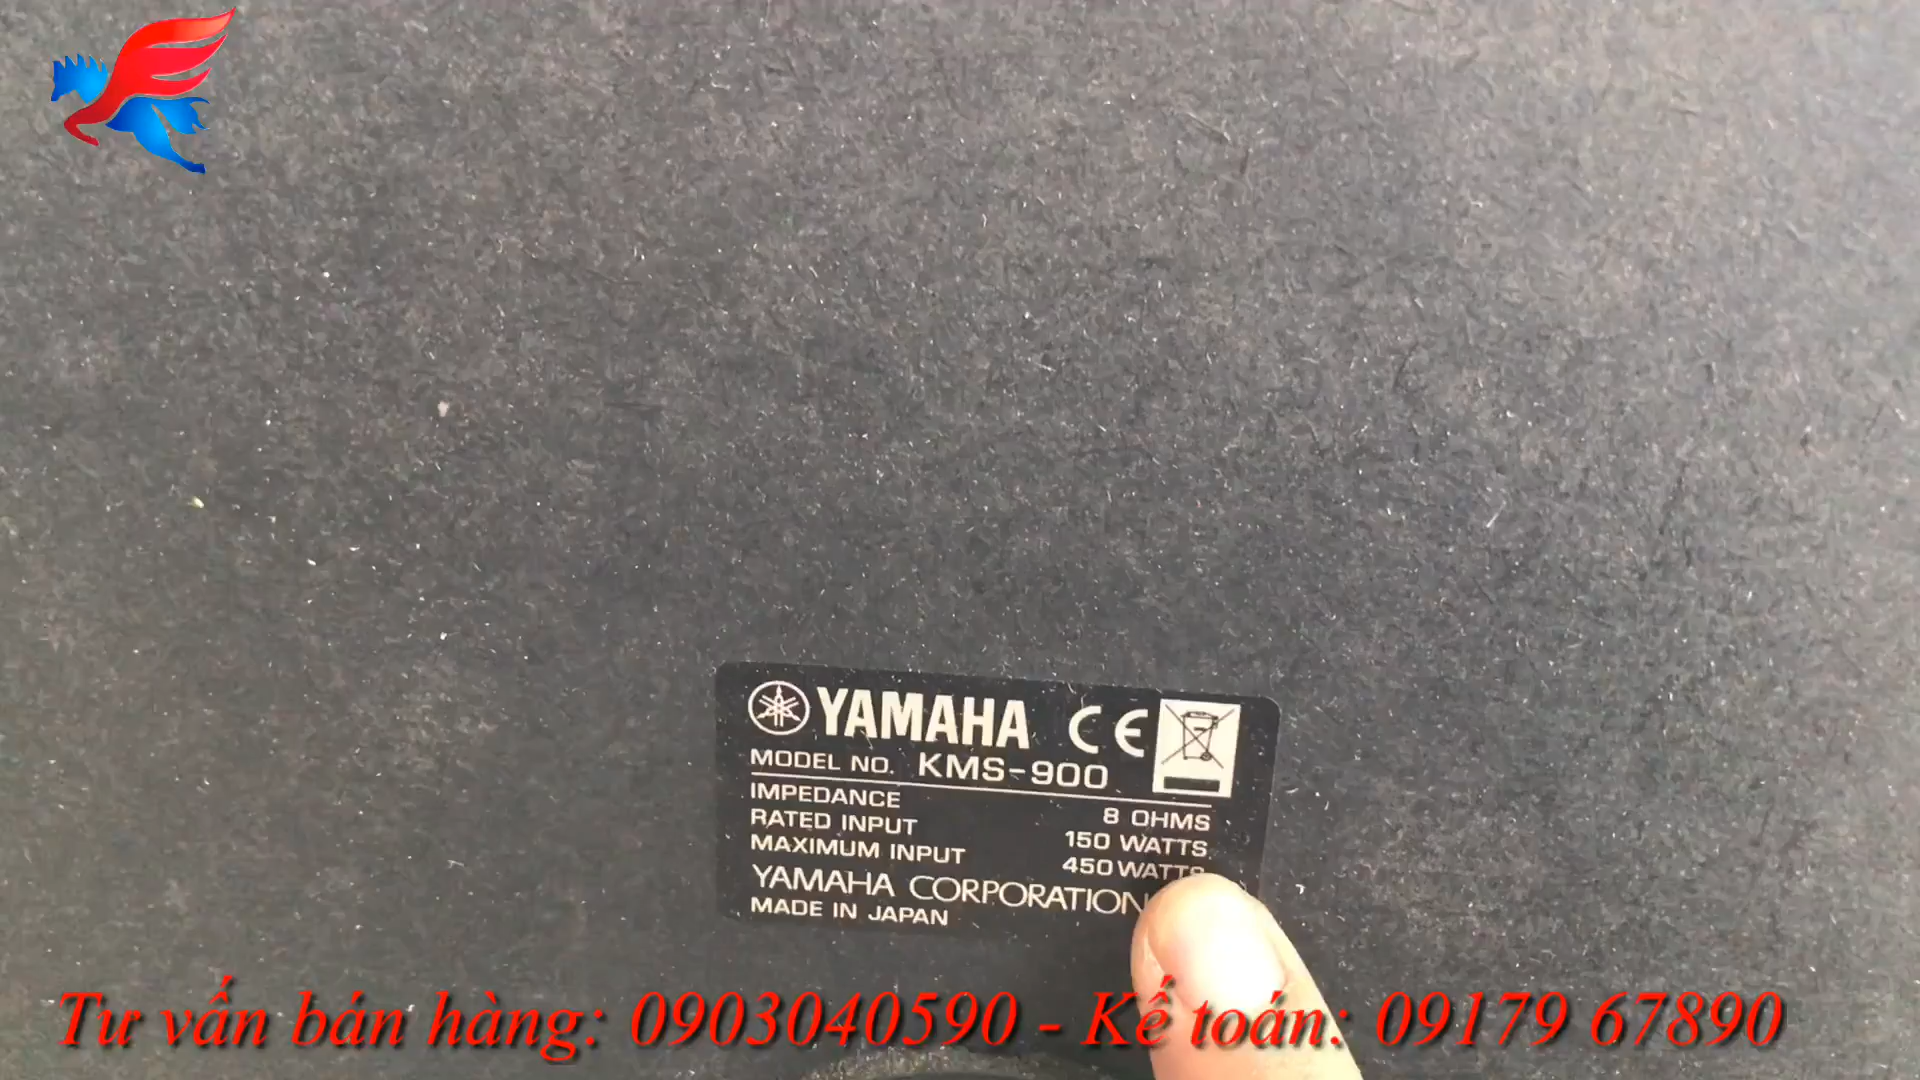 YAMAHA CE
MODEL NO. KMS-900
IMPEDANCE 8 OHMS
RATED INPUT 150 WATTS
MAXIMUM INPUT 450 WATTS
YAMAHA CORPORATION
MADE IN JAPAN
Tư vấn bán hàng: 0903040590 - Kế toán: 09179 67890